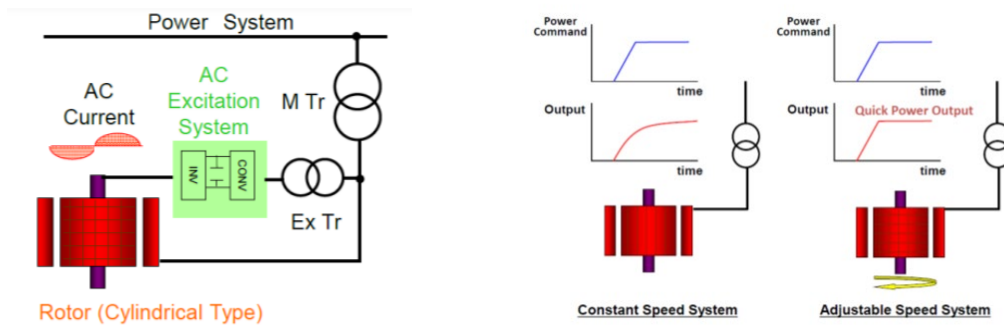 Power System
AC
Excitation
System
M Tr
AC
Current
INV
CONV
Ex Tr
Rotor (Cylindrical Type)
Power
Command
time
Output
time
Constant Speed System
Power
Command
time
Output
Quick Power Output
time
Adjustable Speed System